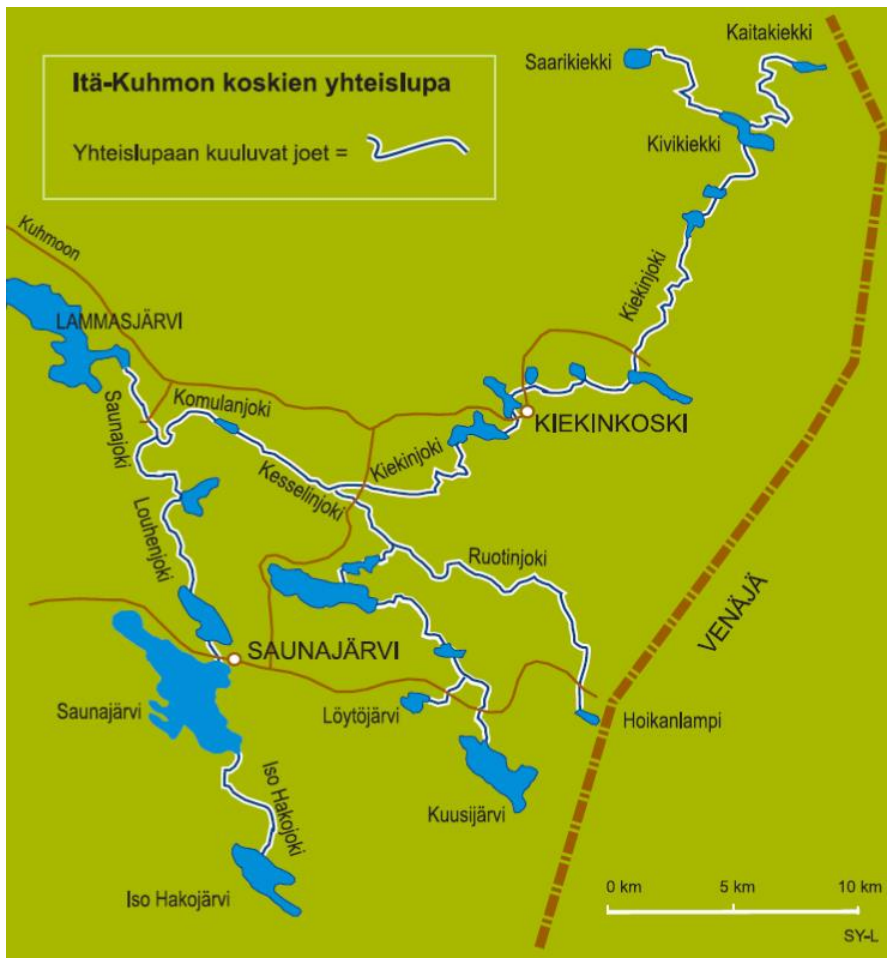 Kaitakiekki
Saarikiekki
Itä-Kuhmon koskien yhteislupa
Yhteislupaan kuuluvat joet =
Kivikiekki
Kuhmoon
Kiekinjoki
LAMMASJÄRVI
Saunajoki
Komulanjoki
KIEKINKOSKI
Kiekinjoki
Kesselinjoki
Louhenjoki
Ruotinjoki
VENÄJÄ
SAUNAJÄRVI
Saunajärvi
Löytöjärvi
Hoikanlampi
Iso Hakojoki
Kuusijärvi
Iso Hakojärvi
0 km 5 km 10 km
SY-L